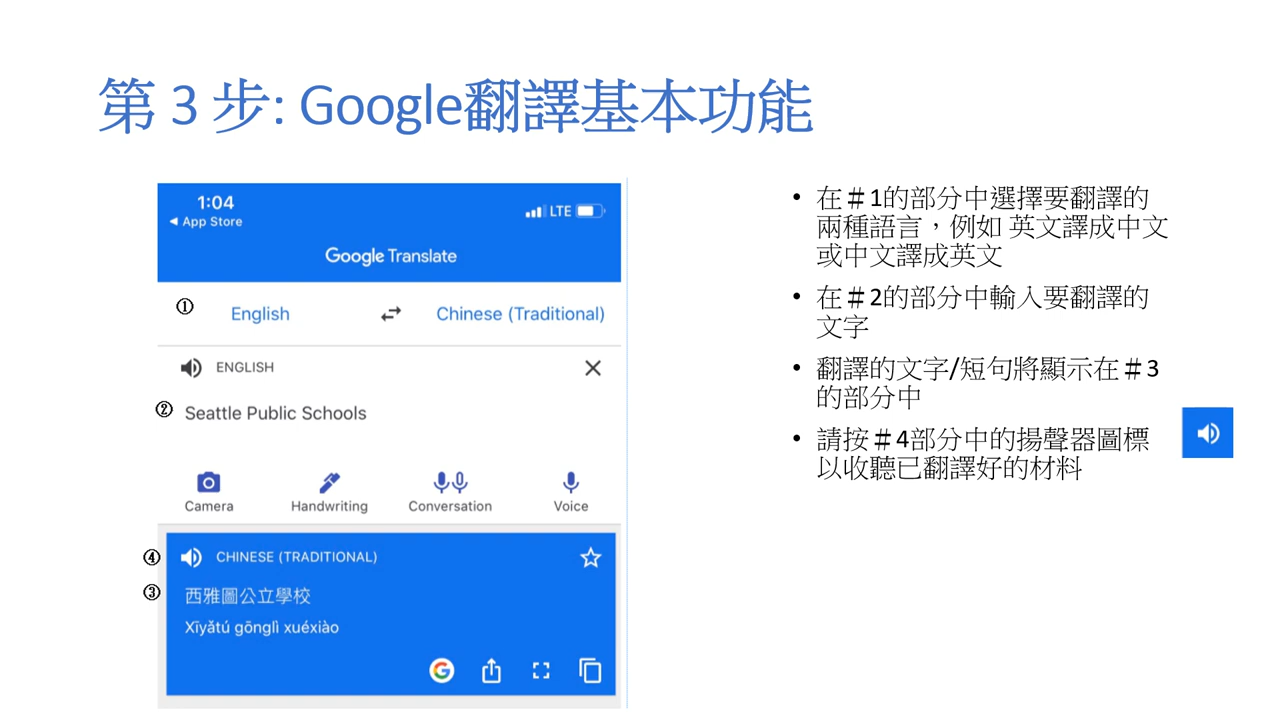 第 3 步: Google翻譯基本功能
1:04
◀ App Store
LTE
Google Translate
① English Chinese (Traditional)
ENGLISH
② Seattle Public Schools
Camera Handwriting Conversation Voice
④ CHINESE (TRADITIONAL)
③ 西雅圖公立學校
Xīyǎtú gōnglì xuéxiào
G
• 在＃1的部分中選擇要翻譯的
兩種語言，例如 英文譯成中文
或中文譯成英文
• 在＃2的部分中輸入要翻譯的
文字
• 翻譯的文字/短句將顯示在＃3
的部分中
• 請按＃4部分中的揚聲器圖標
以收聽已翻譯好的材料